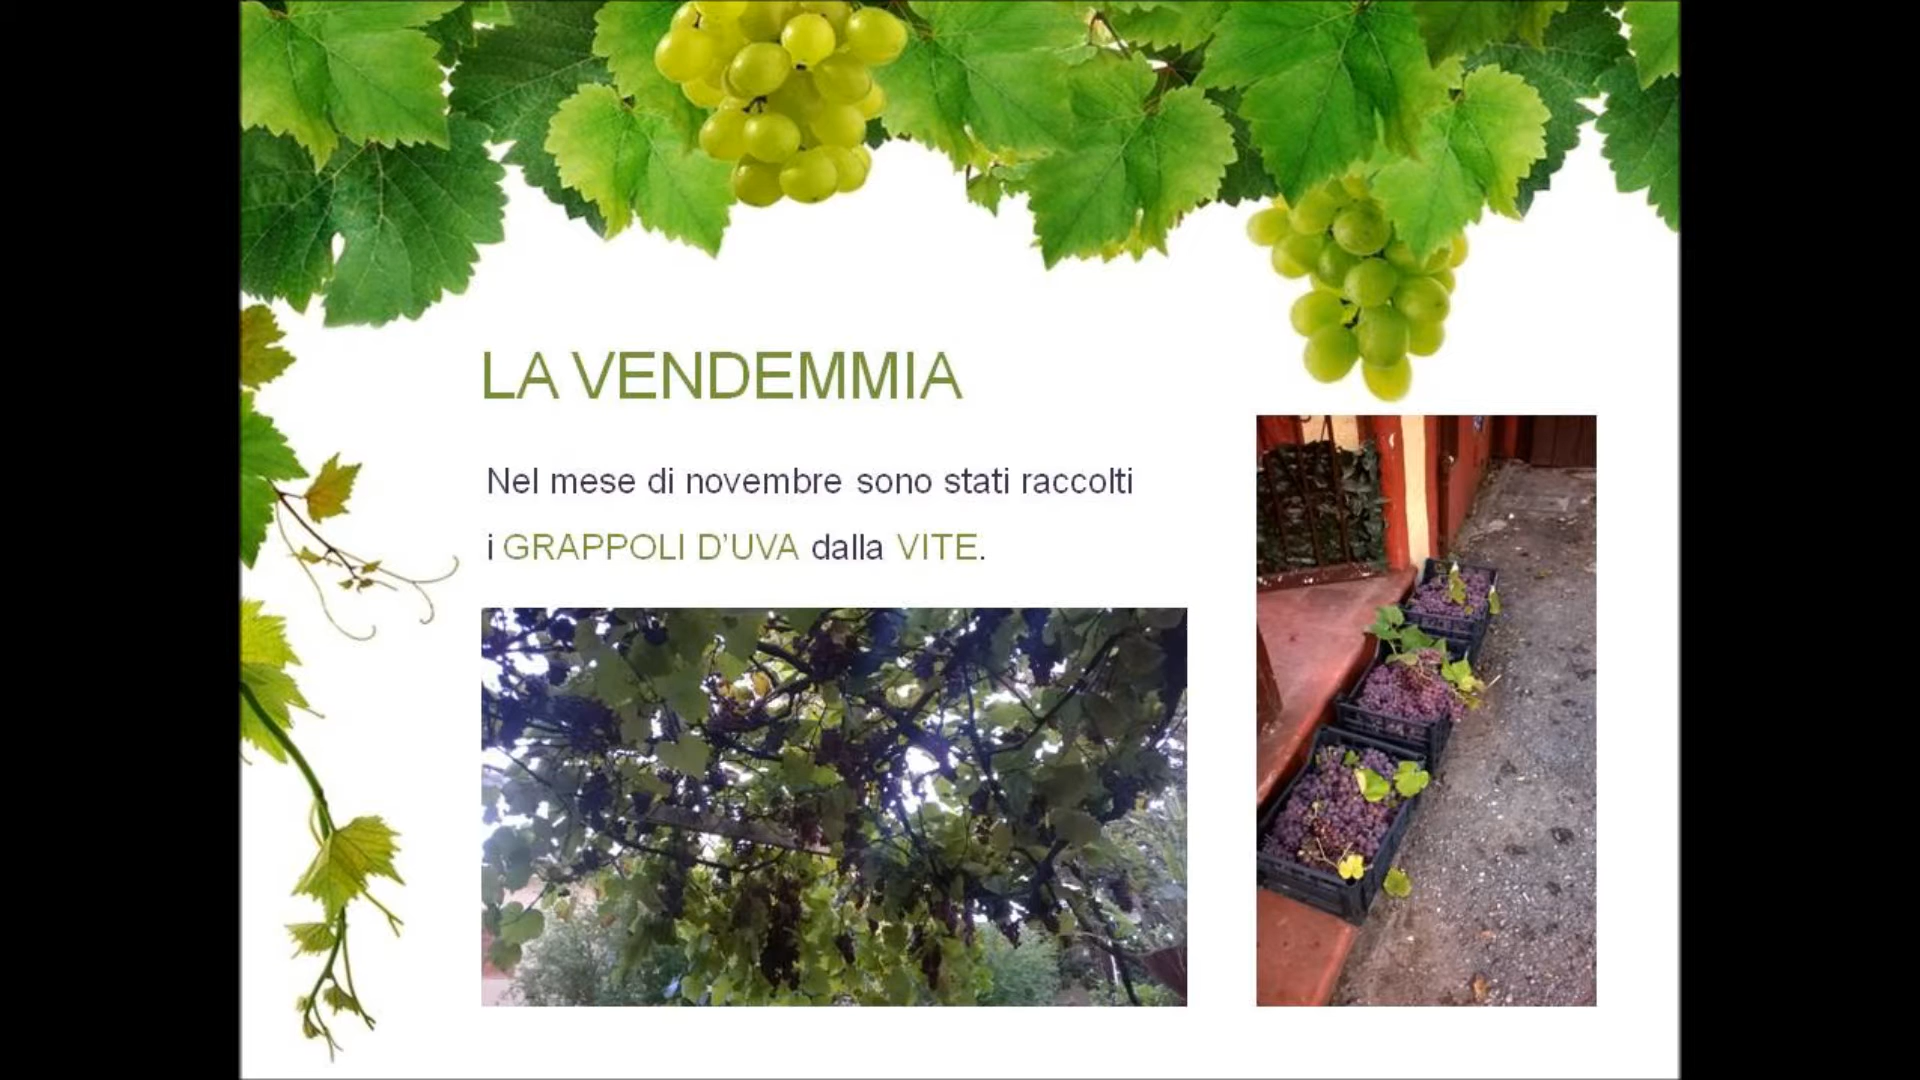 LA VENDEMMIA
Nel mese di novembre sono stati raccolti
i GRAPPOLI D'UVA dalla VITE.